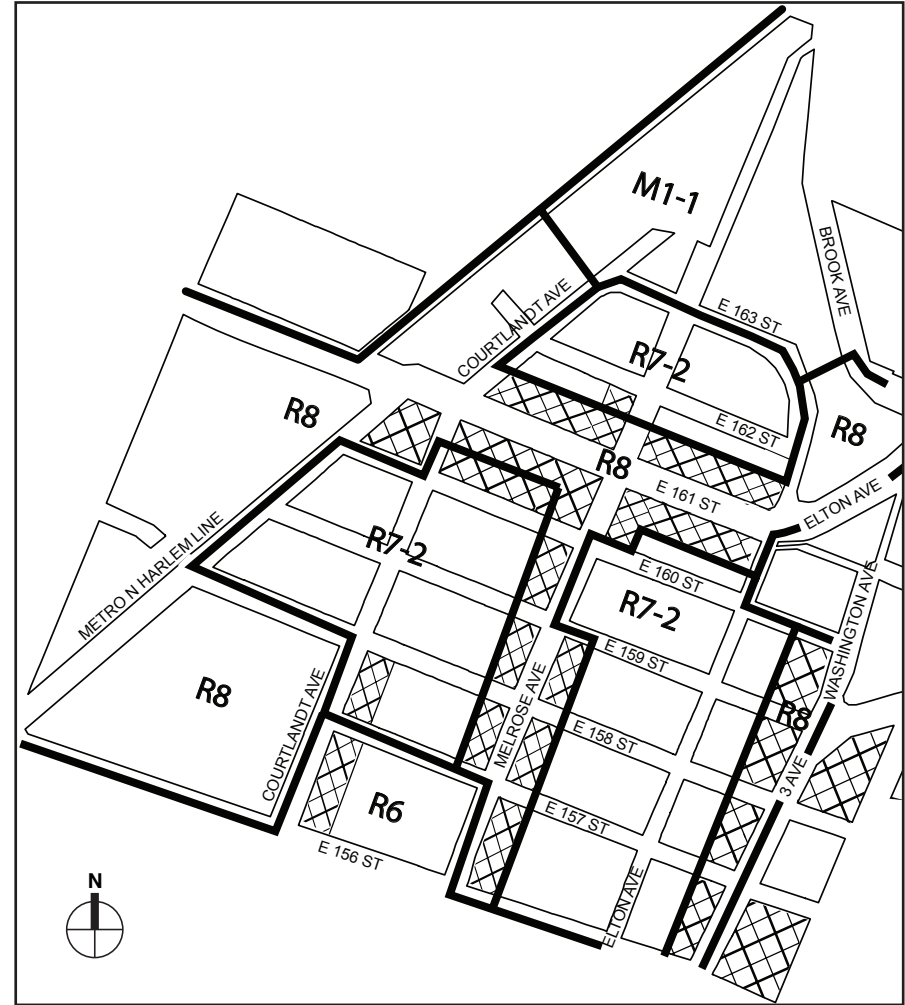 M1-1
BROOK AVE
COURTLANDT AVE
E 163 ST
R7-2
R8
E 162 ST
R8
R8
E 161 ST
ELTON AVE
R7-2
METRO N HARLEM LINE
E 160 ST
R7-2
WASHINGTON AVE
E 159 ST
R8
COURTLANDT AVE
MELROSE AVE
R8
E 158 ST
3 AVE
R6
E 157 ST
E 156 ST
ELTON AVE
N